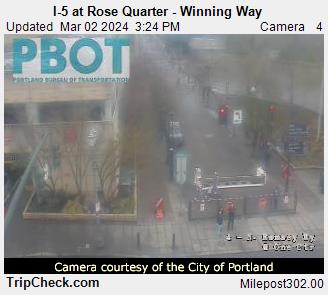 I-5 at Rose Quarter - Winning Way
Updated Mar 02 2024 3:24 PM Camera 4
PBOT
PORTLAND BUREAU OF TRANSPORTATION
Camera courtesy of the City of Portland
TripCheck.com Milepost302.00